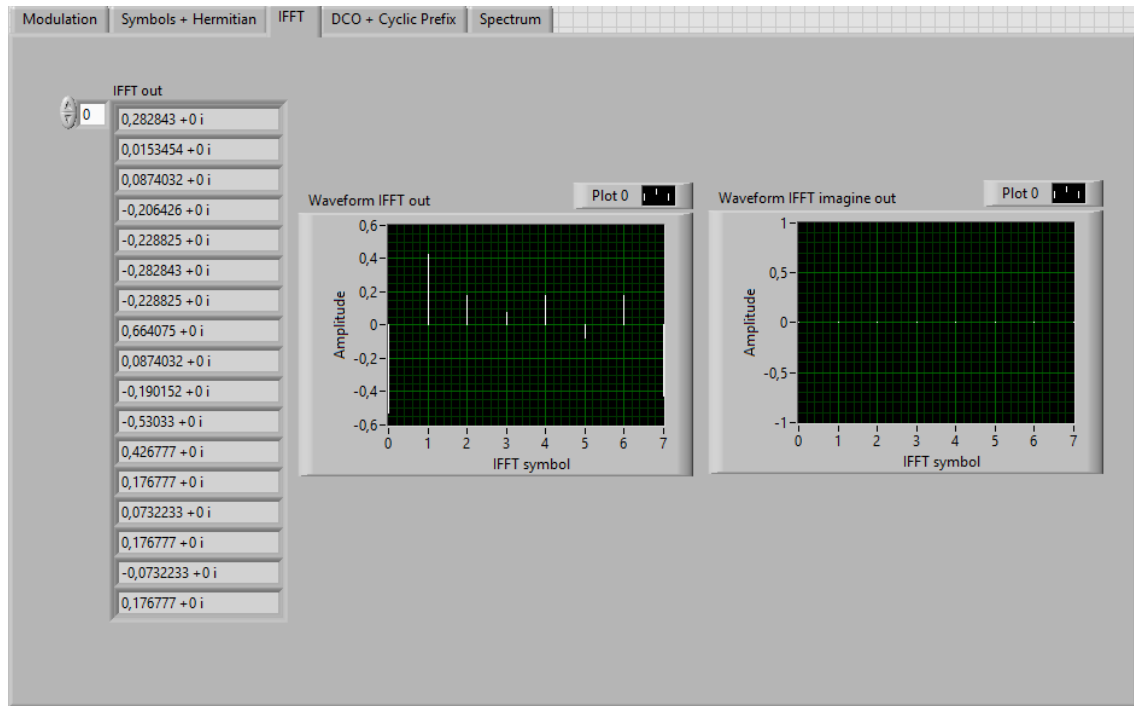 Modulation Symbols + Hermitian IFFT DCO + Cyclic Prefix Spectrum
IFFT out
0
0,282843 +0 i
0,0153454 +0 i
0,0874032 +0 i
-0,206426 +0 i
-0,228825 +0 i
-0,282843 +0 i
-0,228825 +0 i
0,664075 +0 i
0,0874032 +0 i
-0,190152 +0 i
-0,53033 +0 i
0,426777 +0 i
0,176777 +0 i
0,0732233 +0 i
0,176777 +0 i
-0,0732233 +0 i
0,176777 +0 i
Waveform IFFT out
Plot 0
Amplitude
0,6
0,4
0,2
0
-0,2
-0,4
-0,6
0 1 2 3 4 5 6 7
IFFT symbol
Waveform IFFT imagine out
Plot 0
Amplitude
1
0,5
0
-0,5
-1
0 1 2 3 4 5 6 7
IFFT symbol